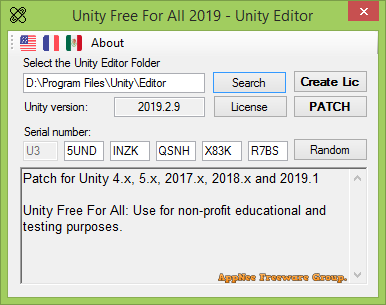 Unity Free For All 2019 - Unity Editor
About
Select the Unity Editor Folder
D:\Program Files\Unity\Editor Search Create Lic
Unity version: 2019.2.9 License PATCH
Serial number:
U3 5UND INZK QSNH X83K R7BS Random
Patch for Unity 4.x, 5.x, 2017.x, 2018.x and 2019.1
Unity Free For All: Use for non-profit educational and
testing purposes.
AppNee Freeware Group.